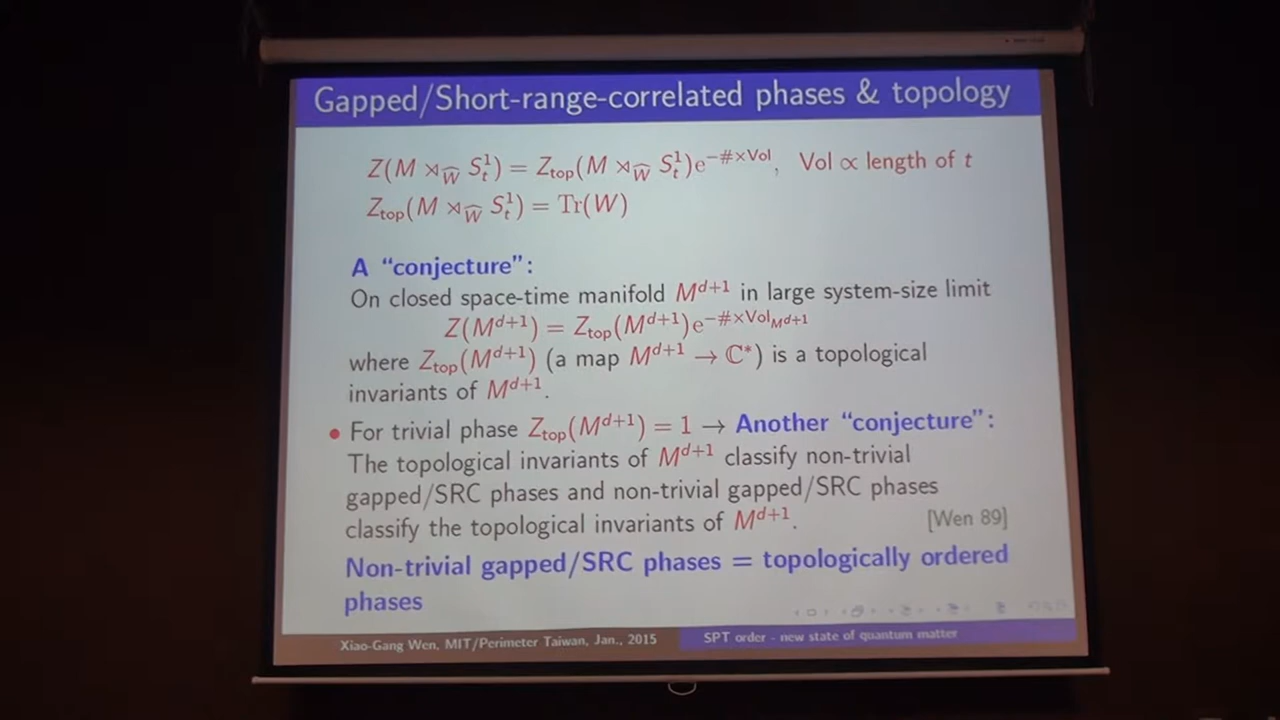 Gapped/Short-range-correlated phases & topology
Z(M ⋊_Ŵ S¹_t) = Z_top(M ⋊_Ŵ S¹_t)e^{-#×Vol}, Vol ∝ length of t
Z_top(M ⋊_Ŵ S¹_t) = Tr(W)
A "conjecture":
On closed space-time manifold M^{d+1} in large system-size limit
Z(M^{d+1}) = Z_top(M^{d+1})e^{-#×Vol_{M^{d+1}}}
where Z_top(M^{d+1}) (a map M^{d+1} → ℂ*) is a topological
invariants of M^{d+1}.
• For trivial phase Z_top(M^{d+1}) = 1 → Another "conjecture":
The topological invariants of M^{d+1} classify non-trivial
gapped/SRC phases and non-trivial gapped/SRC phases
classify the topological invariants of M^{d+1}. [Wen 89]
Non-trivial gapped/SRC phases = topologically ordered
phases
Xiao-Gang Wen, MIT/Perimeter Taiwan, Jan., 2015 SPT order - new state of quantum matter